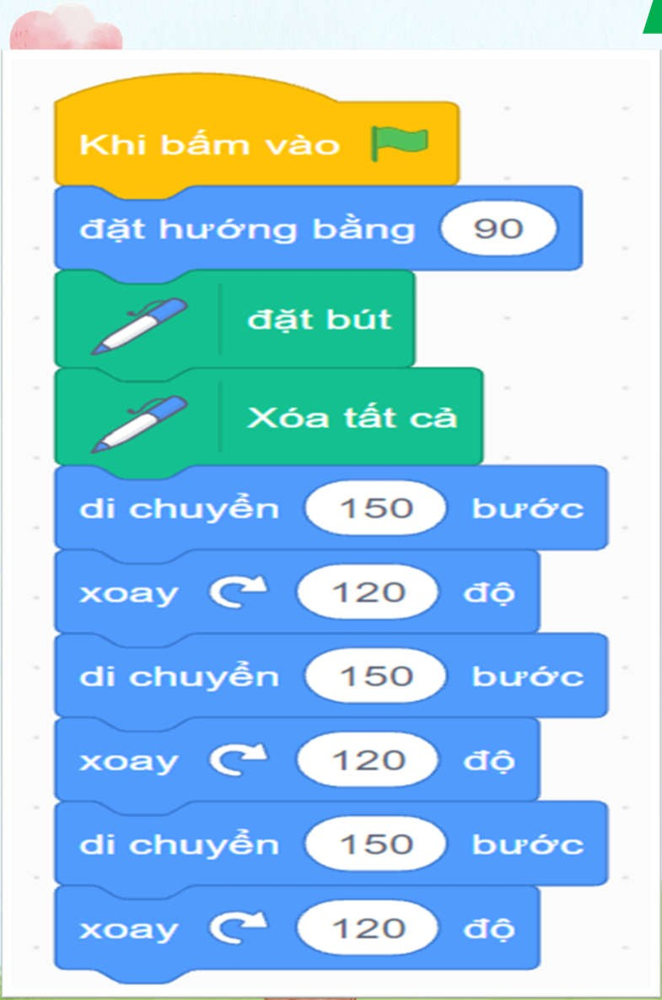 Khi bấm vào
đặt hướng bằng 90
đặt bút
Xóa tất cả
di chuyển 150 bước
xoay 120 độ
di chuyển 150 bước
xoay 120 độ
di chuyển 150 bước
xoay 120 độ